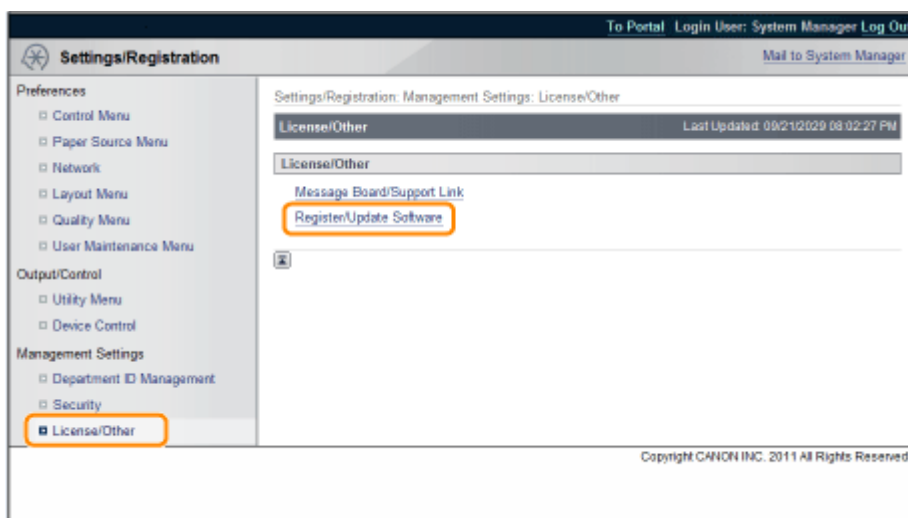 To Portal Login User: System Manager Log Ou
Settings/Registration
Mail to System Manager
Preferences
Control Menu
Paper Source Menu
Network
Layout Menu
Quality Menu
User Maintenance Menu
Output/Control
Utility Menu
Device Control
Management Settings
Department ID Management
Security
License/Other
Settings/Registration: Management Settings: License/Other
License/Other Last Updated: 09/21/2029 08:02:27 PM
License/Other
Message Board/Support Link
Register/Update Software
Copyright CANON INC. 2011 All Rights Reserved